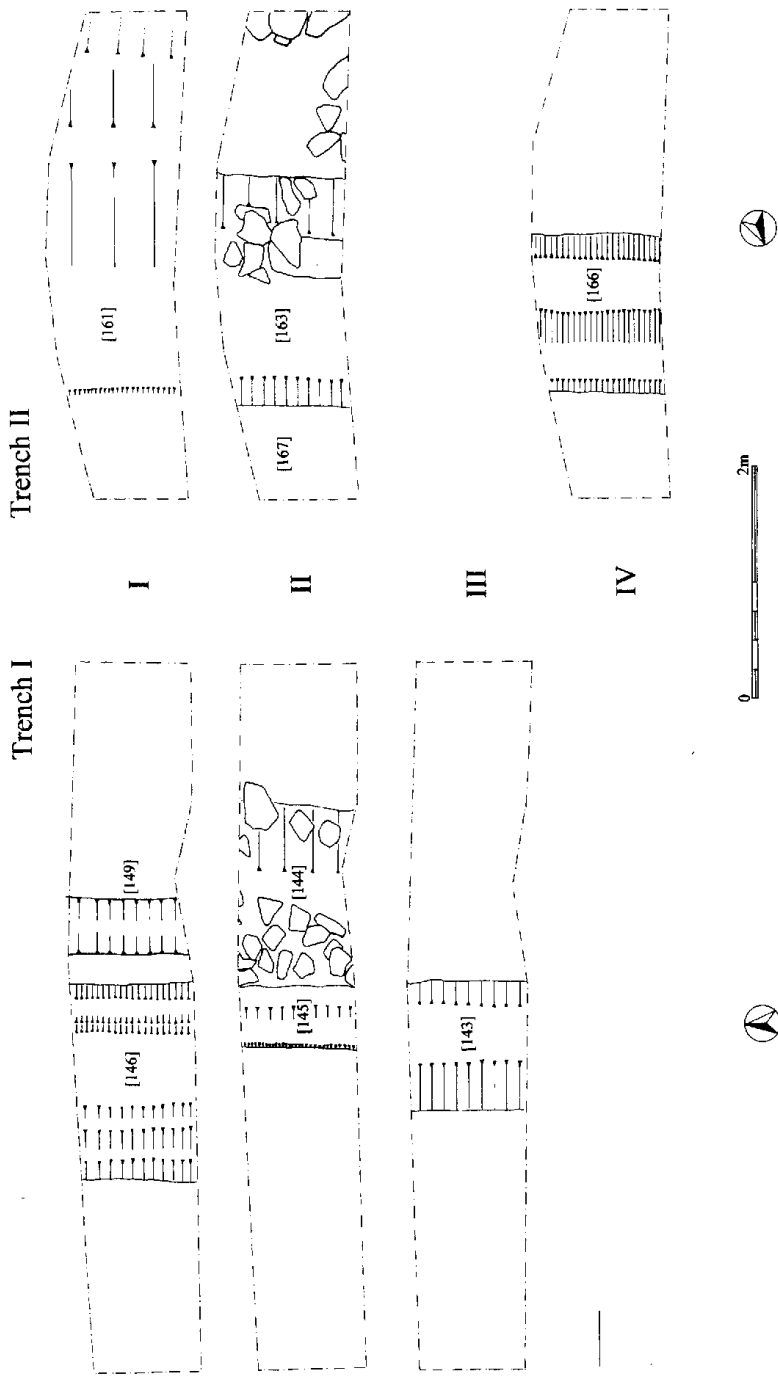 Trench I
Trench II
I
[149]
[146]
[161]
II
[144]
[145]
[163]
[167]
III
[143]
IV
[166]
0
2m